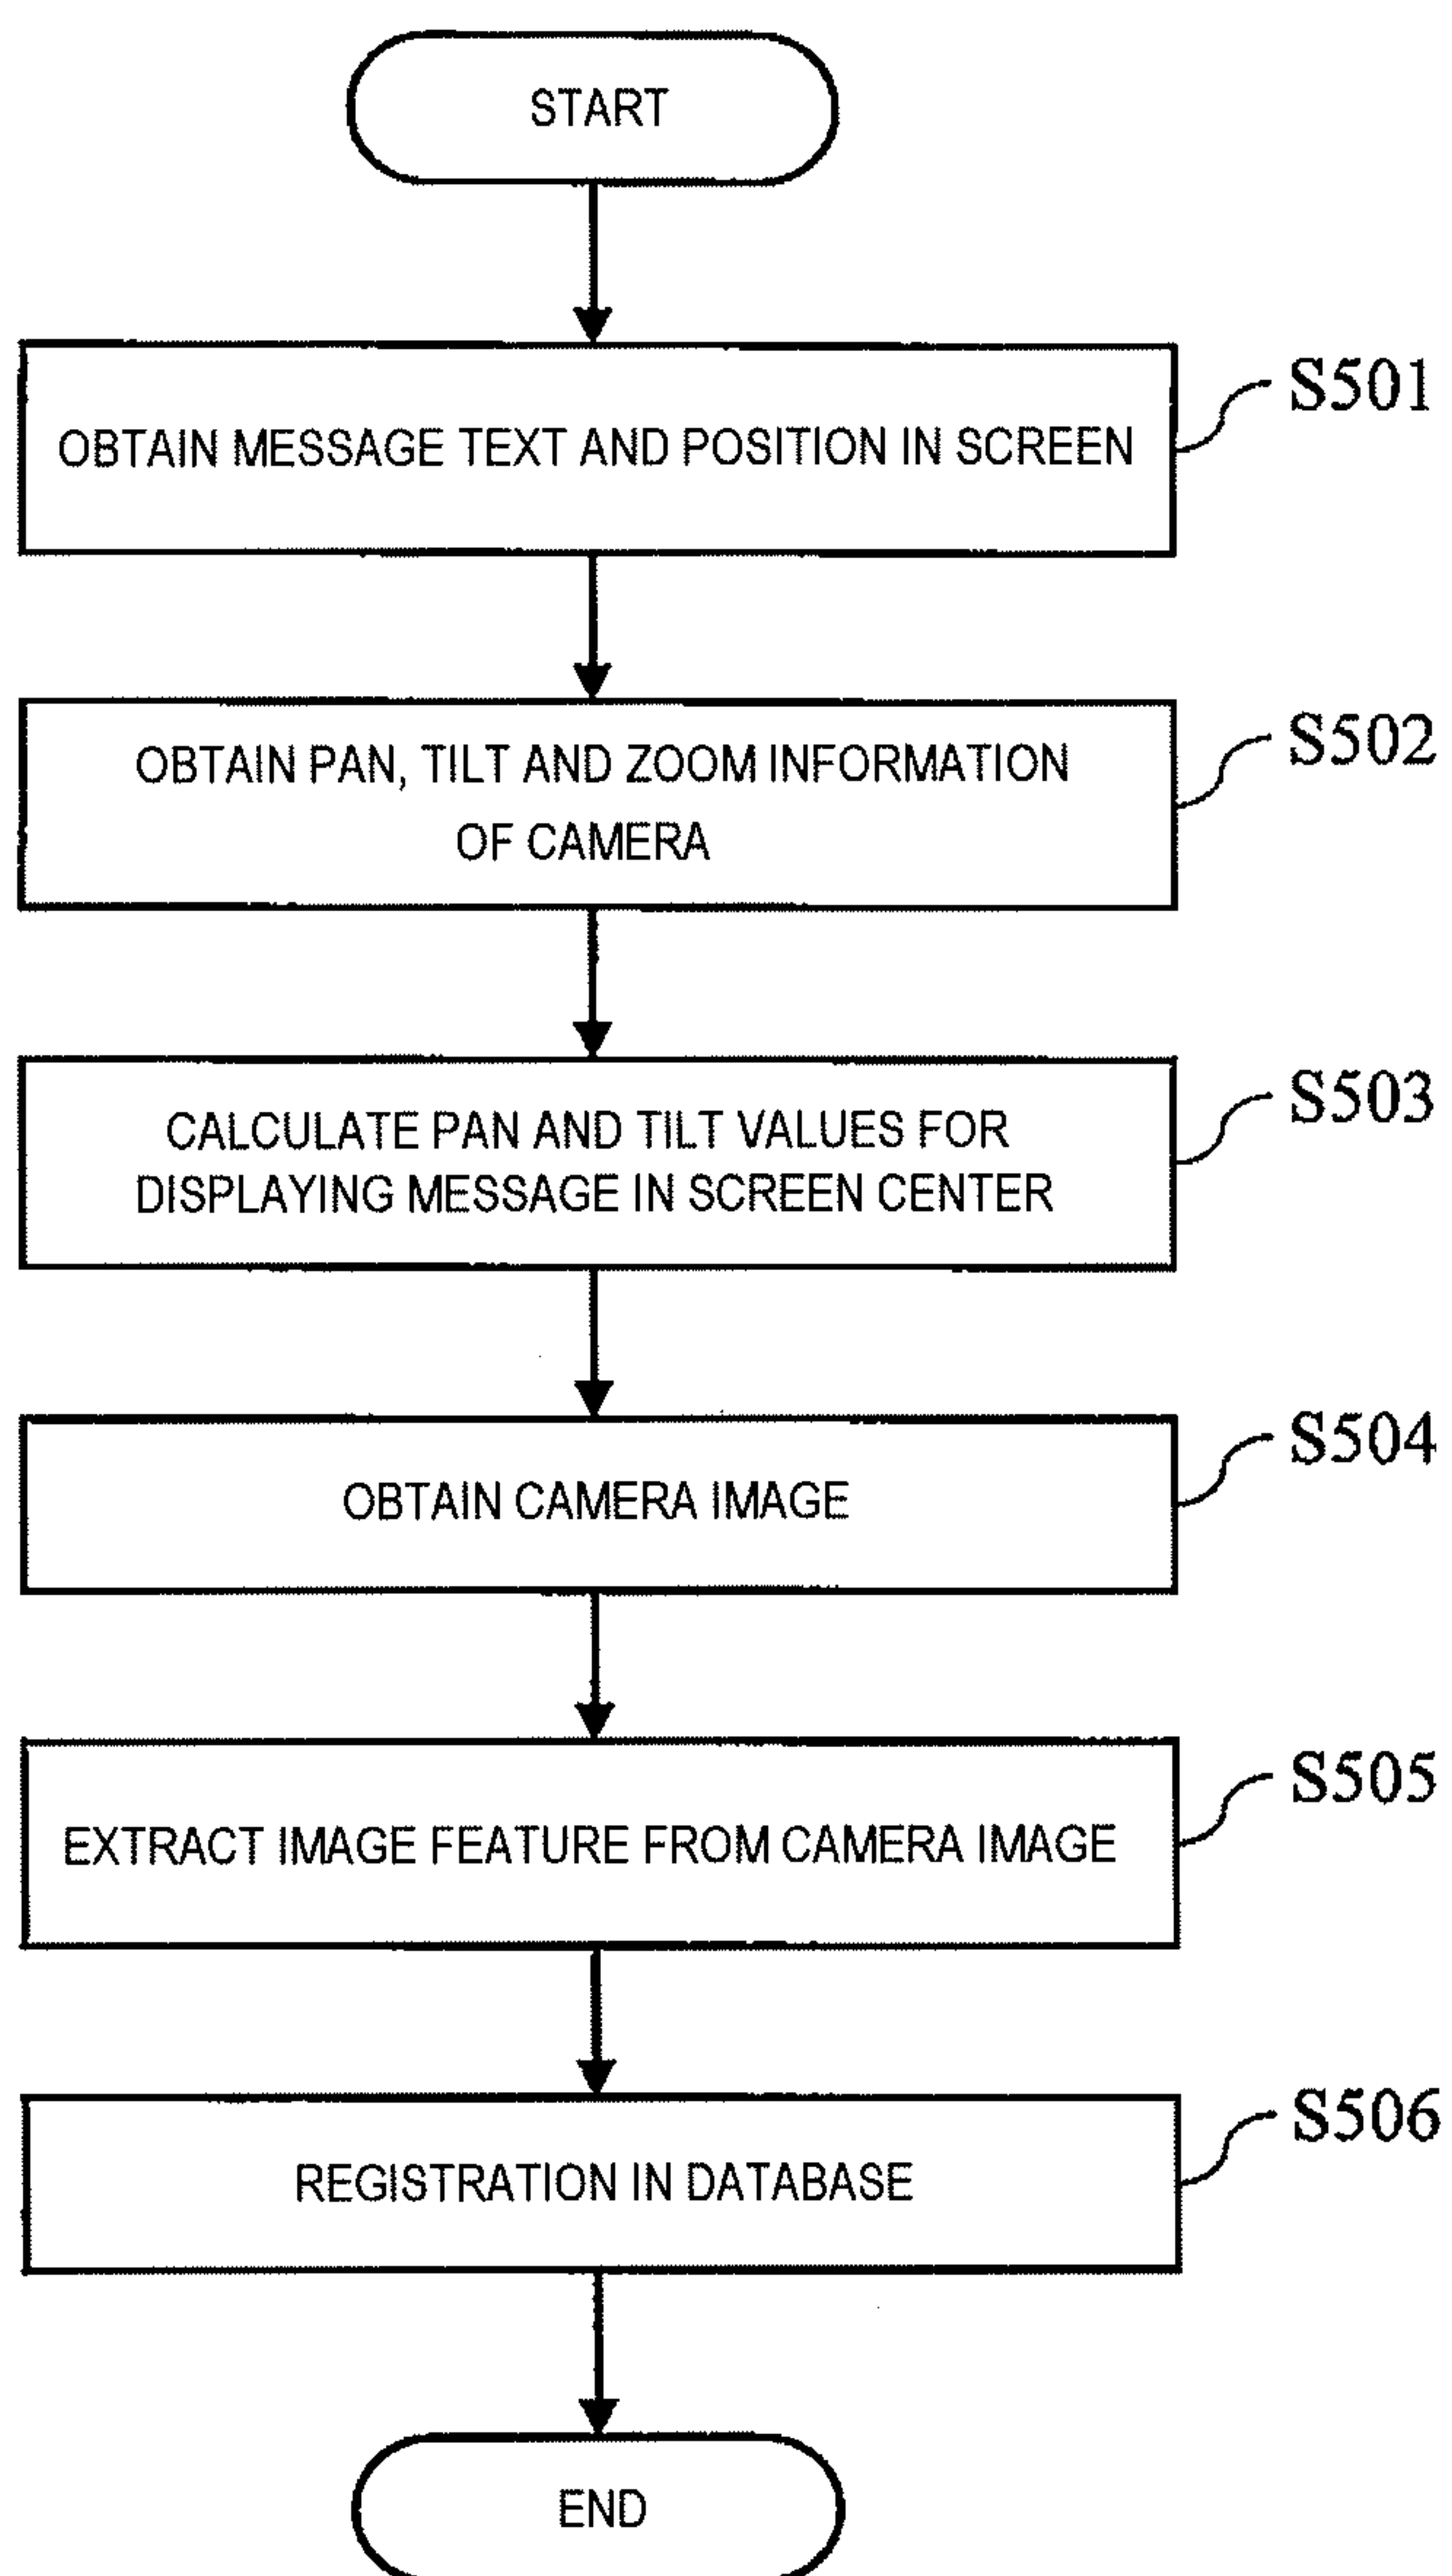 START
OBTAIN MESSAGE TEXT AND POSITION IN SCREEN
S501
OBTAIN PAN, TILT AND ZOOM INFORMATION
OF CAMERA
S502
CALCULATE PAN AND TILT VALUES FOR
DISPLAYING MESSAGE IN SCREEN CENTER
S503
OBTAIN CAMERA IMAGE
S504
EXTRACT IMAGE FEATURE FROM CAMERA IMAGE
S505
REGISTRATION IN DATABASE
S506
END